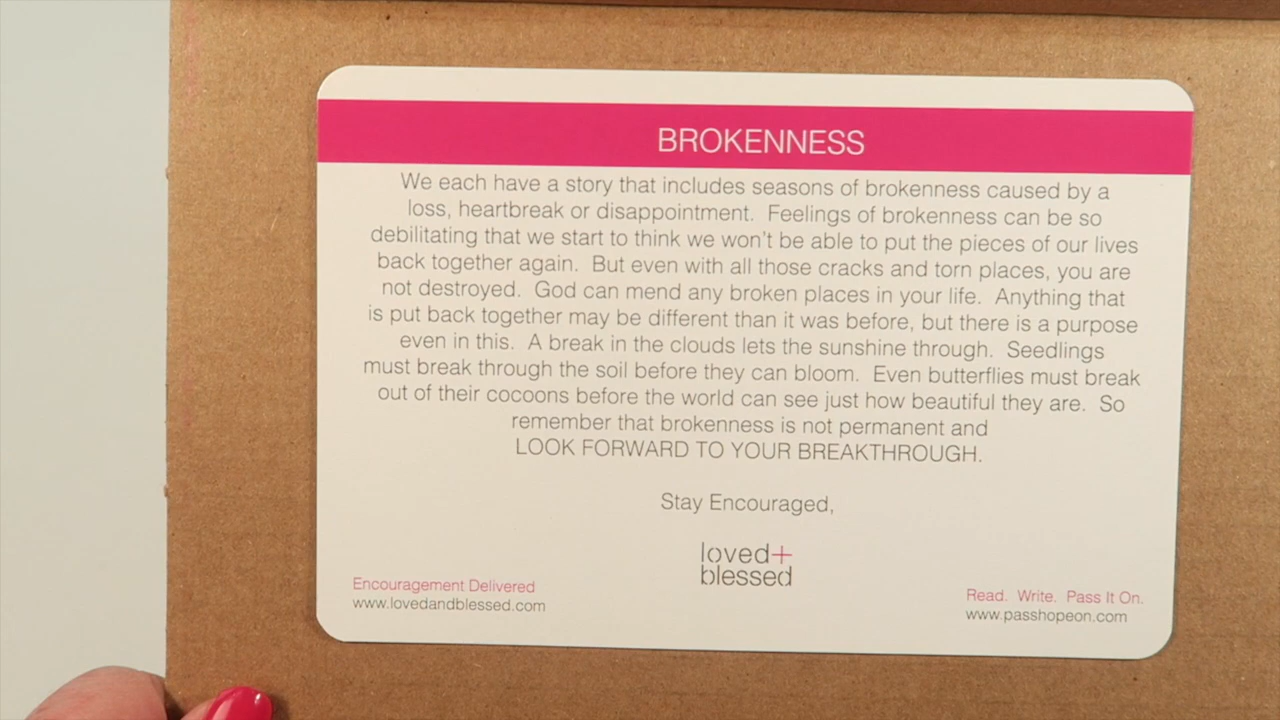 BROKENNESS
We each have a story that includes seasons of brokenness caused by a
loss, heartbreak or disappointment.  Feelings of brokenness can be so
debilitating that we start to think we won't be able to put the pieces of our lives
back together again.  But even with all those cracks and torn places, you are
not destroyed.  God can mend any broken places in your life.  Anything that
is put back together may be different than it was before, but there is a purpose
even in this.  A break in the clouds lets the sunshine through.  Seedlings
must break through the soil before they can bloom.  Even butterflies must break
out of their cocoons before the world can see just how beautiful they are.  So
remember that brokenness is not permanent and
LOOK FORWARD TO YOUR BREAKTHROUGH.
Stay Encouraged,
loved+
blessed
Encouragement Delivered
www.lovedandblessed.com
Read.  Write.  Pass It On.
www.passhopeon.com